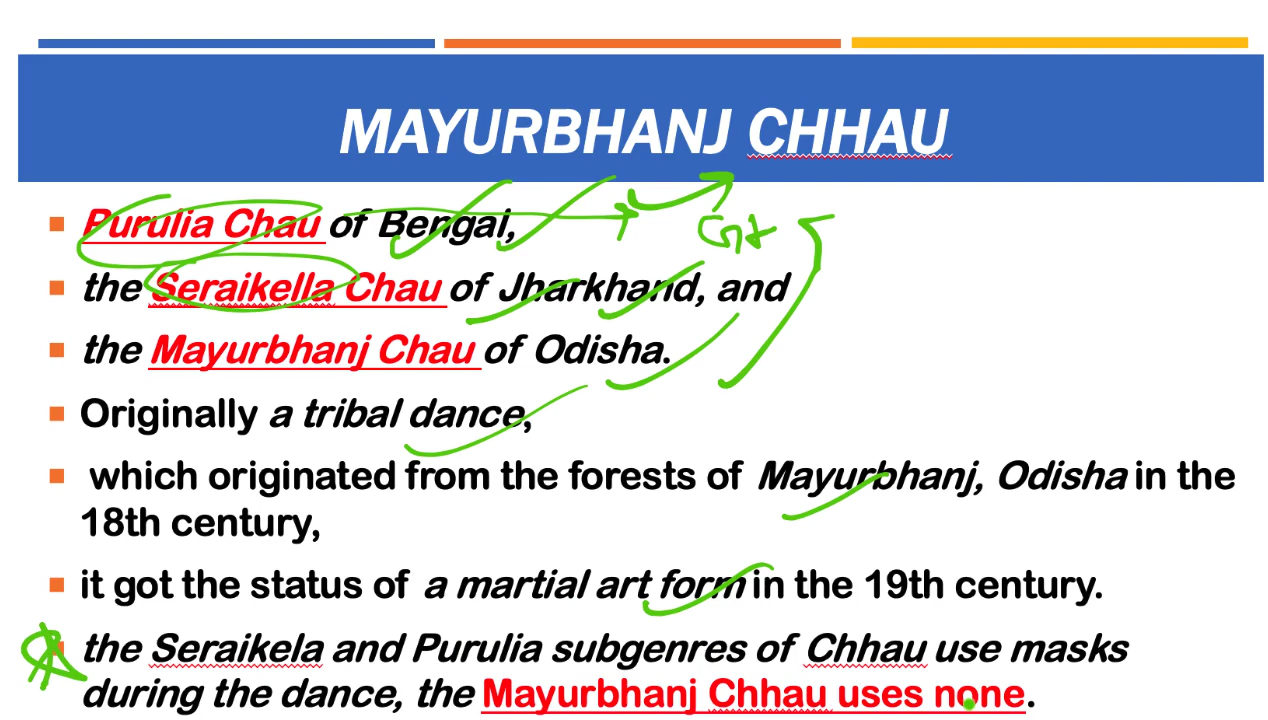 MAYURBHANJ CHHAU
Purulia Chau of Bengal,
the Seraikella Chau of Jharkhand, and
the Mayurbhanj Chau of Odisha.
Originally a tribal dance,
which originated from the forests of Mayurbhanj, Odisha in the
18th century,
it got the status of a martial art form in the 19th century.
the Seraikela and Purulia subgenres of Chhau use masks
during the dance, the Mayurbhanj Chhau uses none.